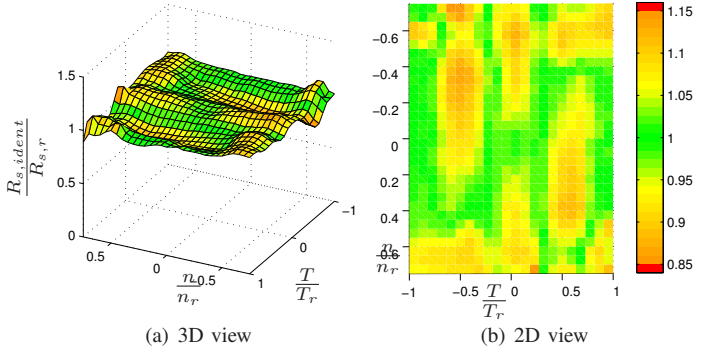 1.5
1
0.5
0
R_{s,ident}
R_{s,r}
0.5
0
−0.5
n
n_r
−1
0
1
T
T_r
(a) 3D view
−0.6
−0.4
−0.2
0
0.2
0.4
0.6
n
n_r
−1
−0.5
0
0.5
1
T
T_r
(b) 2D view
1.15
1.1
1.05
1
0.95
0.9
0.85